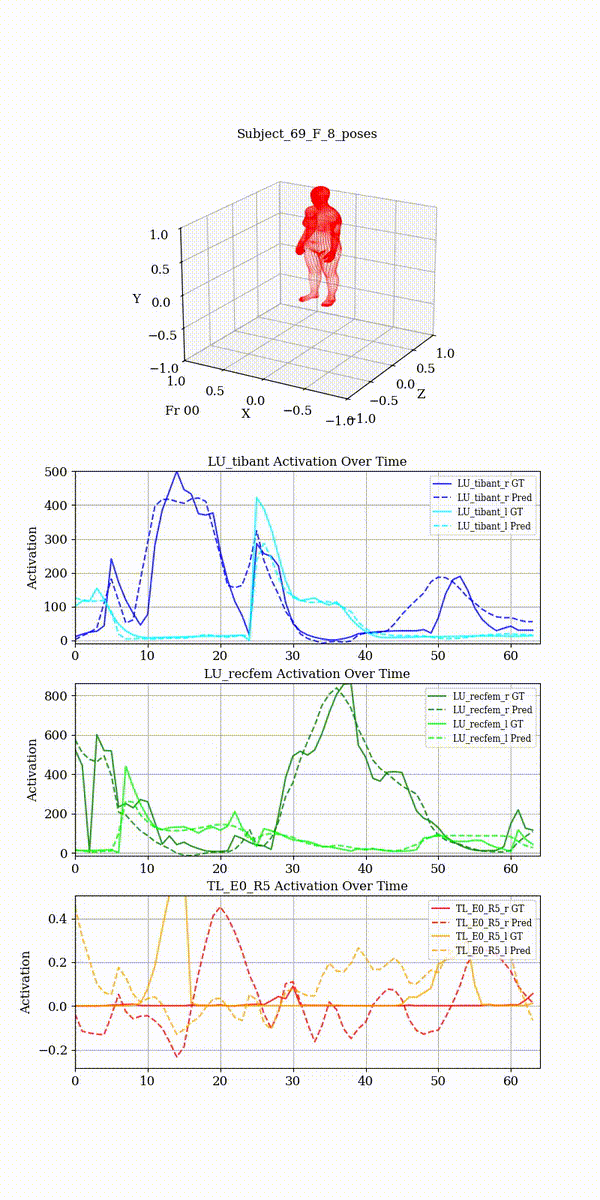 Subject_69_F_8_poses
1.0
0.5
Y 0.0
−0.5
−1.0
1.0
0.5
0.0
−0.5
−1.0
X
Fr 00
−1.0
−0.5
0.0
0.5
1.0
Z
LU_tibant Activation Over Time
500
400
300
200
100
0
Activation
LU_tibant_r GT
LU_tibant_r Pred
LU_tibant_l GT
LU_tibant_l Pred
0 10 20 30 40 50 60
LU_recfem Activation Over Time
800
600
400
200
0
Activation
LU_recfem_r GT
LU_recfem_r Pred
LU_recfem_l GT
LU_recfem_l Pred
0 10 20 30 40 50 60
TL_E0_R5 Activation Over Time
0.4
0.2
0.0
−0.2
Activation
TL_E0_R5_r GT
TL_E0_R5_r Pred
TL_E0_R5_l GT
TL_E0_R5_l Pred
0 10 20 30 40 50 60